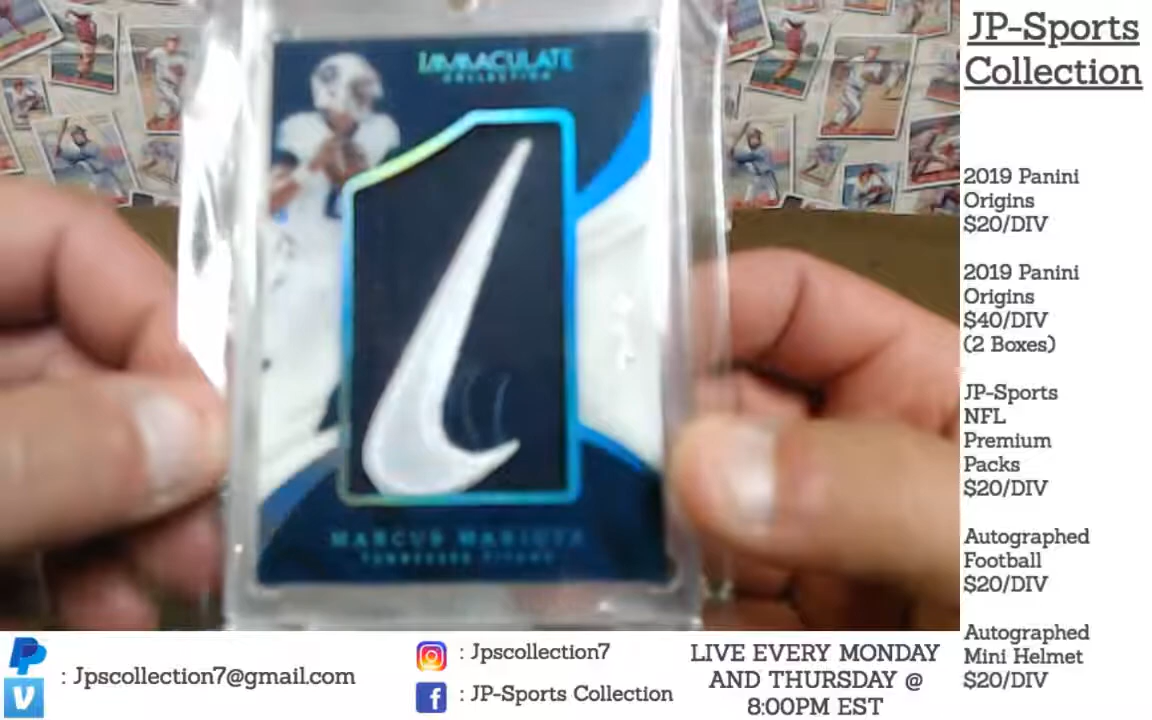 IMMACULATE
COLLECTION
MARCUS MARIOTA
TENNESSEE TITANS
JP-Sports
Collection
2019 Panini
Origins
$20/DIV
2019 Panini
Origins
$40/DIV
(2 Boxes)
JP-Sports
NFL
Premium
Packs
$20/DIV
Autographed
Football
$20/DIV
Autographed
Mini Helmet
$20/DIV
: Jpscollection7@gmail.com
: Jpscollection7
: JP-Sports Collection
LIVE EVERY MONDAY
AND THURSDAY @
8:00PM EST